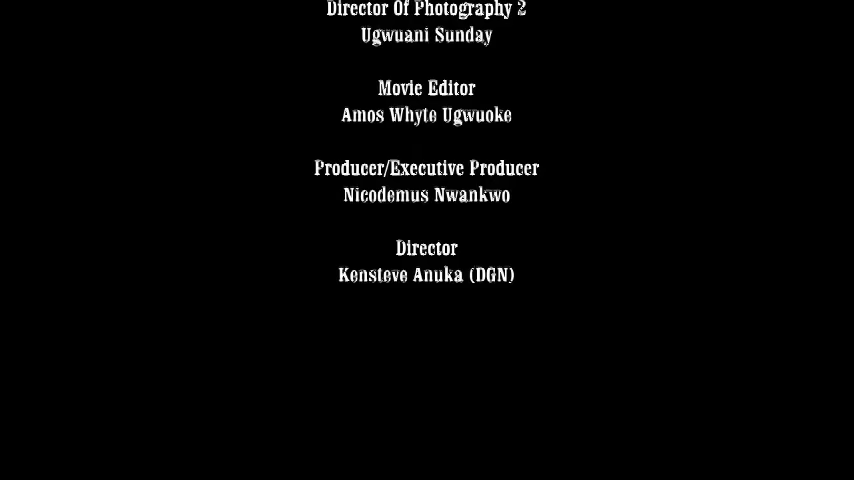 Director Of Photography 2
Ugwuani Sunday
Movie Editor
Amos Whyte Ugwuoke
Producer/Executive Producer
Nicodemus Nwankwo
Director
Kensteve Anuka (DGN)